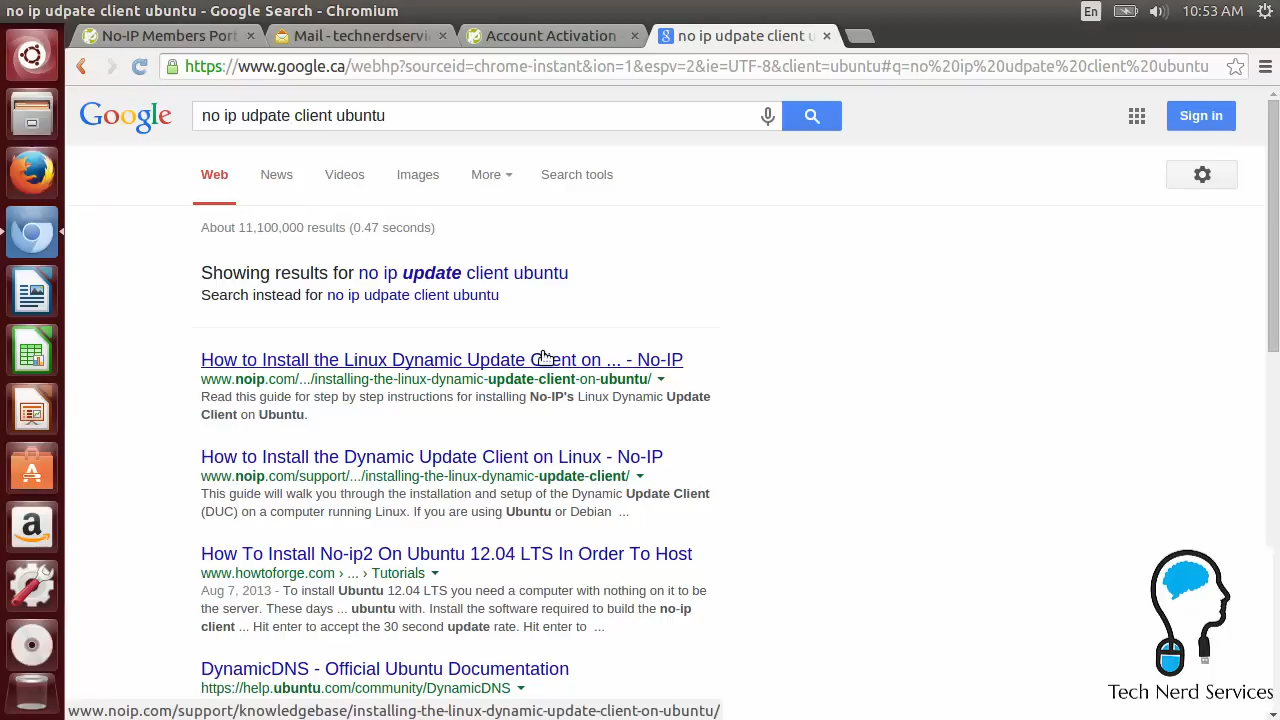 no ip udpate client ubuntu - Google Search - Chromium
En
10:53 AM
No-IP Members Port
Mail - technerdservi
Account Activation
no ip udpate client u
https://www.google.ca/webhp?sourceid=chrome-instant&ion=1&espv=2&ie=UTF-8&client=ubuntu#q=no%20ip%20udpate%20client%20ubuntu
Google
no ip udpate client ubuntu
Sign in
Web
News
Videos
Images
More
Search tools
About 11,100,000 results (0.47 seconds)
Showing results for no ip update client ubuntu
Search instead for no ip udpate client ubuntu
How to Install the Linux Dynamic Update Client on ... - No-IP
www.noip.com/.../installing-the-linux-dynamic-update-client-on-ubuntu/
Read this guide for step by step instructions for installing No-IP's Linux Dynamic Update
Client on Ubuntu.
How to Install the Dynamic Update Client on Linux - No-IP
www.noip.com/support/.../installing-the-linux-dynamic-update-client/
This guide will walk you through the installation and setup of the Dynamic Update Client
(DUC) on a computer running Linux. If you are using Ubuntu or Debian ...
How To Install No-ip2 On Ubuntu 12.04 LTS In Order To Host
www.howtoforge.com › ... › Tutorials
Aug 7, 2013 - To install Ubuntu 12.04 LTS you need a computer with nothing on it to be
the server. These days ... ubuntu with. Install the software required to build the no-ip
client ... Hit enter to accept the 30 second update rate. Hit enter to ...
DynamicDNS - Official Ubuntu Documentation
https://help.ubuntu.com/community/DynamicDNS
Tech Nerd Services
www.noip.com/support/knowledgebase/installing-the-linux-dynamic-update-client-on-ubuntu/